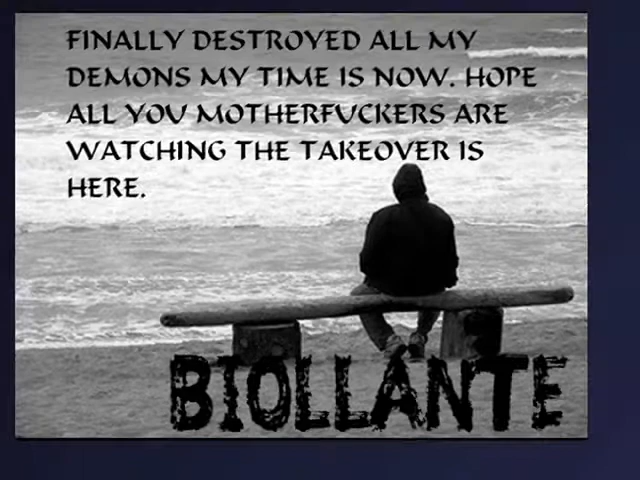 FINALLY DESTROYED ALL MY
DEMONS MY TIME IS NOW. HOPE
ALL YOU MOTHERFUCKERS ARE
WATCHING THE TAKEOVER IS
HERE.
BIOLLANTE